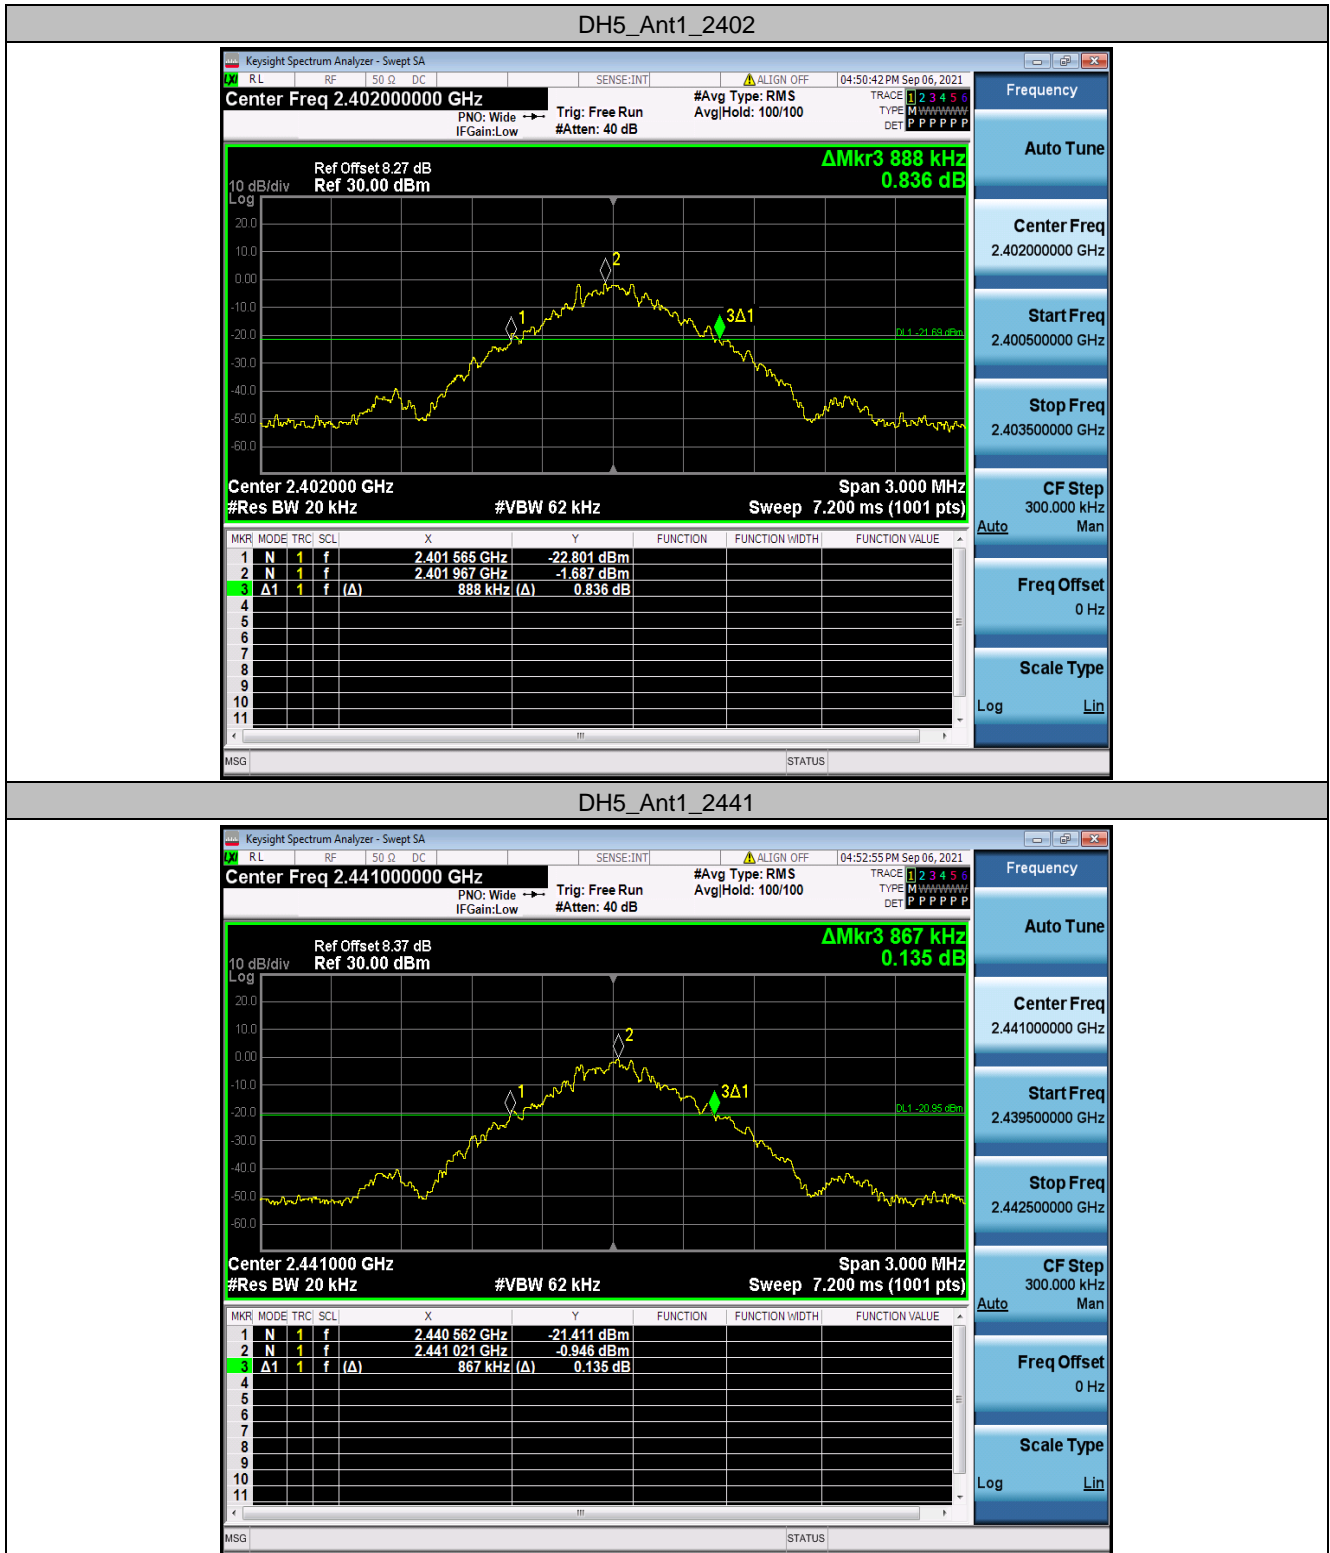 DH5_Ant1_2402
Keysight Spectrum Analyzer - Swept SA
LXI RL RF 50 Ω DC SENSE:INT ALIGN OFF 04:50:42 PM Sep 06, 2021
Center Freq 2.402000000 GHz
PNO: Wide
IFGain:Low
Trig: Free Run
#Atten: 40 dB
#Avg Type: RMS
Avg|Hold: 100/100
TRACE 1 2 3 4 5 6
TYPE M W W W W W
DET P P P P P P
Ref Offset 8.27 dB
10 dB/div Ref 30.00 dBm
Log
ΔMkr3 888 kHz
0.836 dB
20.0
10.0
0.00
-10.0
-20.0
-30.0
-40.0
-50.0
-60.0
1
2
3Δ1
DL1 -21.69 dBm
Center 2.402000 GHz Span 3.000 MHz
#Res BW 20 kHz #VBW 62 kHz Sweep 7.200 ms (1001 pts)
MKR MODE TRC SCL X Y FUNCTION FUNCTION WIDTH FUNCTION VALUE
1 N 1 f 2.401 565 GHz -22.801 dBm
2 N 1 f 2.401 967 GHz -1.687 dBm
3 Δ1 1 f (Δ) 888 kHz (Δ) 0.836 dB
4
5
6
7
8
9
10
11
MSG STATUS
Frequency
Auto Tune
Center Freq
2.402000000 GHz
Start Freq
2.400500000 GHz
Stop Freq
2.403500000 GHz
CF Step
300.000 kHz
Auto Man
Freq Offset
0 Hz
Scale Type
Log Lin
DH5_Ant1_2441
Keysight Spectrum Analyzer - Swept SA
LXI RL RF 50 Ω DC SENSE:INT ALIGN OFF 04:52:55 PM Sep 06, 2021
Center Freq 2.441000000 GHz
PNO: Wide
IFGain:Low
Trig: Free Run
#Atten: 40 dB
#Avg Type: RMS
Avg|Hold: 100/100
TRACE 1 2 3 4 5 6
TYPE M W W W W W
DET P P P P P P
Ref Offset 8.37 dB
10 dB/div Ref 30.00 dBm
Log
ΔMkr3 867 kHz
0.135 dB
20.0
10.0
0.00
-10.0
-20.0
-30.0
-40.0
-50.0
-60.0
1
2
3Δ1
DL1 -20.95 dBm
Center 2.441000 GHz Span 3.000 MHz
#Res BW 20 kHz #VBW 62 kHz Sweep 7.200 ms (1001 pts)
MKR MODE TRC SCL X Y FUNCTION FUNCTION WIDTH FUNCTION VALUE
1 N 1 f 2.440 562 GHz -21.411 dBm
2 N 1 f 2.441 021 GHz -0.946 dBm
3 Δ1 1 f (Δ) 867 kHz (Δ) 0.135 dB
4
5
6
7
8
9
10
11
MSG STATUS
Frequency
Auto Tune
Center Freq
2.441000000 GHz
Start Freq
2.439500000 GHz
Stop Freq
2.442500000 GHz
CF Step
300.000 kHz
Auto Man
Freq Offset
0 Hz
Scale Type
Log Lin